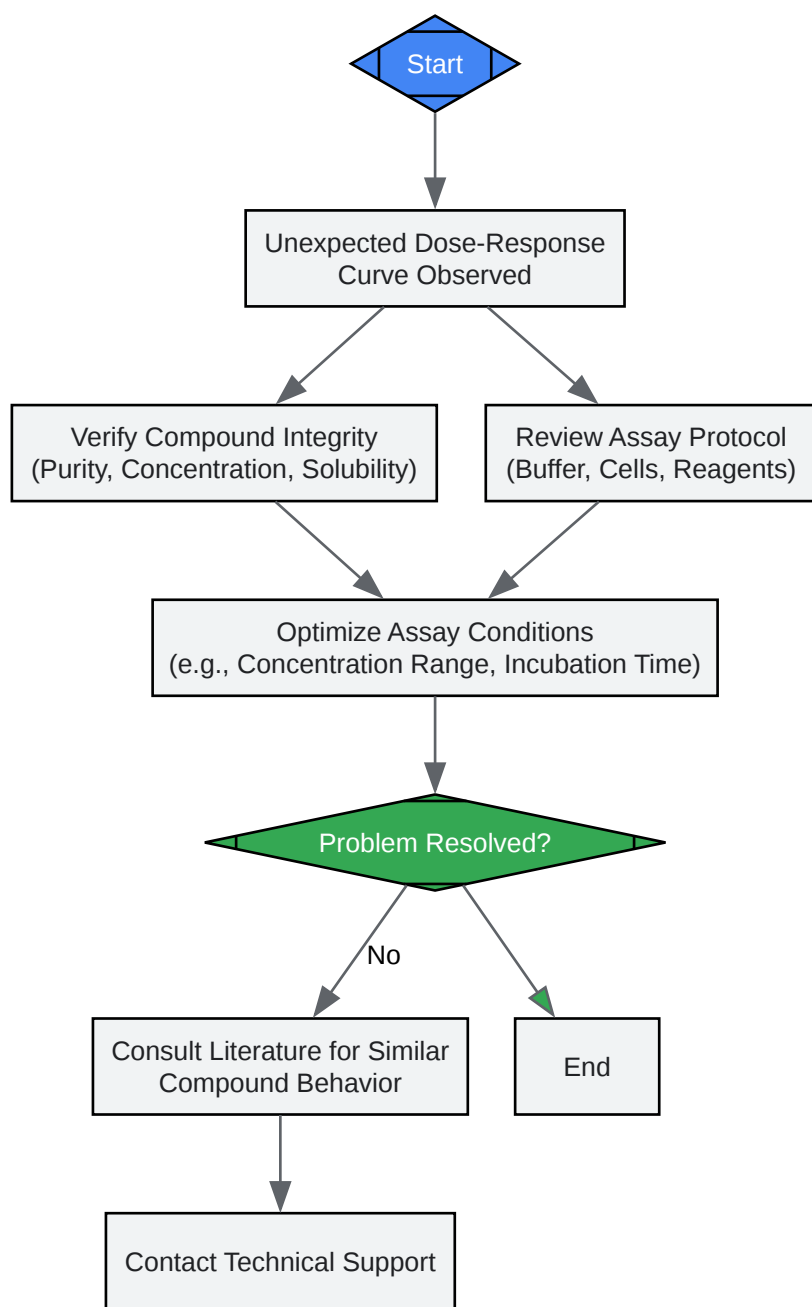 Start
Unexpected Dose-Response
Curve Observed
Verify Compound Integrity
(Purity, Concentration, Solubility)
Review Assay Protocol
(Buffer, Cells, Reagents)
Optimize Assay Conditions
(e.g., Concentration Range, Incubation Time)
Problem Resolved?
No
Consult Literature for Similar
Compound Behavior
End
Contact Technical Support